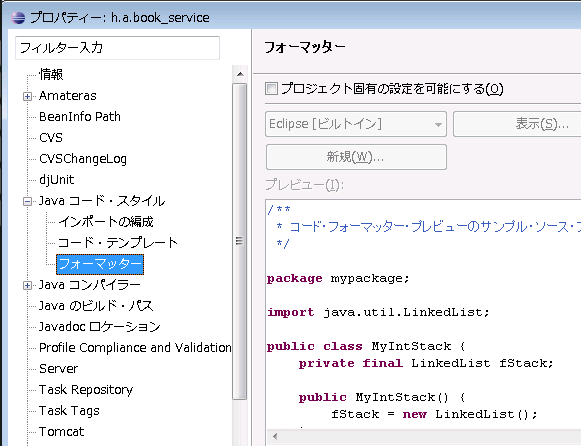 プロパティー: h.a.book_service
フィルター入力
情報
Amateras
BeanInfo Path
CVS
CVSChangeLog
djUnit
Java コード・スタイル
インポートの編成
コード・テンプレート
フォーマッター
Java コンパイラー
Java のビルド・パス
Javadoc ロケーション
Profile Compliance and Validation
Server
Task Repository
Task Tags
Tomcat
フォーマッター
プロジェクト固有の設定を可能にする(O)
Eclipse [ビルトイン]
表示(S)...
新規(W)...
プレビュー(I):
/**
* コード・フォーマッター・プレビューのサンプル・ソース・
*/
package mypackage;
import java.util.LinkedList;
public class MyIntStack {
private final LinkedList fStack;
public MyIntStack() {
fStack = new LinkedList();